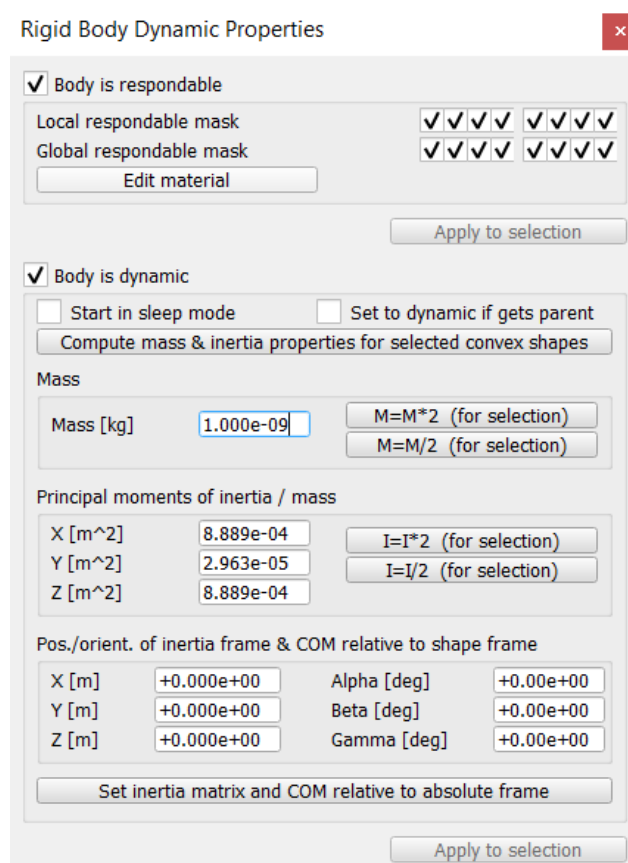 Rigid Body Dynamic Properties
Body is respondable
Local respondable mask
Global respondable mask
Edit material
Apply to selection
Body is dynamic
Start in sleep mode Set to dynamic if gets parent
Compute mass & inertia properties for selected convex shapes
Mass
Mass [kg] 1.000e-09 M=M*2 (for selection)
M=M/2 (for selection)
Principal moments of inertia / mass
X [m^2] 8.889e-04 I=I*2 (for selection)
Y [m^2] 2.963e-05 I=I/2 (for selection)
Z [m^2] 8.889e-04
Pos./orient. of inertia frame & COM relative to shape frame
X [m] +0.000e+00 Alpha [deg] +0.00e+00
Y [m] +0.000e+00 Beta [deg] +0.00e+00
Z [m] +0.000e+00 Gamma [deg] +0.00e+00
Set inertia matrix and COM relative to absolute frame
Apply to selection